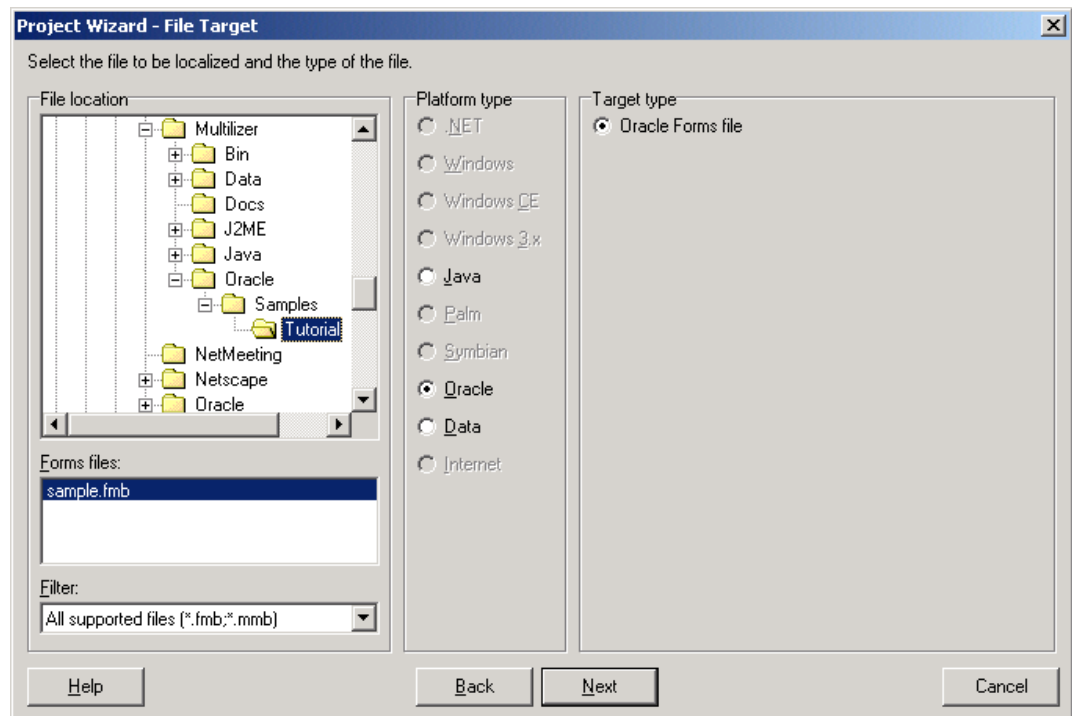 Project Wizard - File Target
Select the file to be localized and the type of the file.
File location
Multilizer
Bin
Data
Docs
J2ME
Java
Oracle
Samples
Tutorial
NetMeeting
Netscape
Oracle
Forms files:
sample.fmb
Filter:
All supported files (*.fmb;*.mmb)
Platform type
.NET
Windows
Windows CE
Windows 3.x
Java
Palm
Symbian
Oracle
Data
Internet
Target type
Oracle Forms file
Help
Back
Next
Cancel